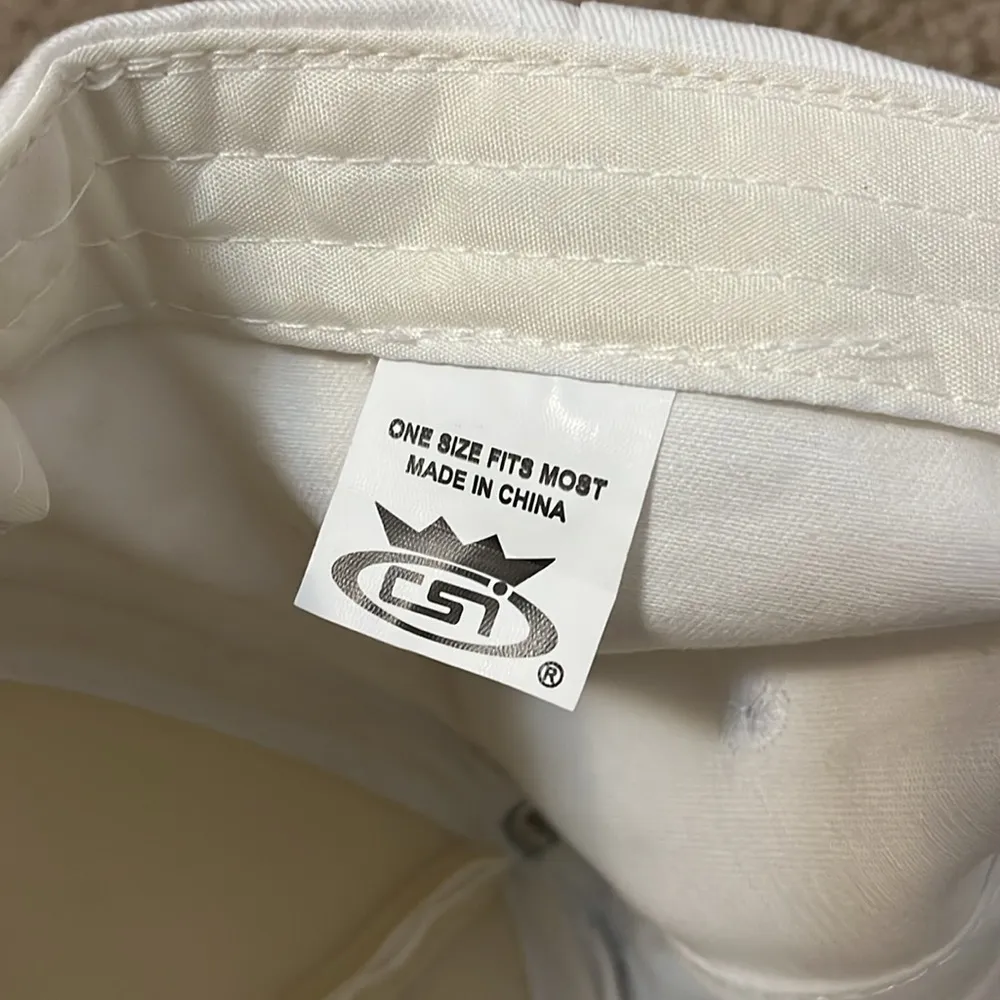 ONE SIZE FITS MOST
MADE IN CHINA
CSi
®